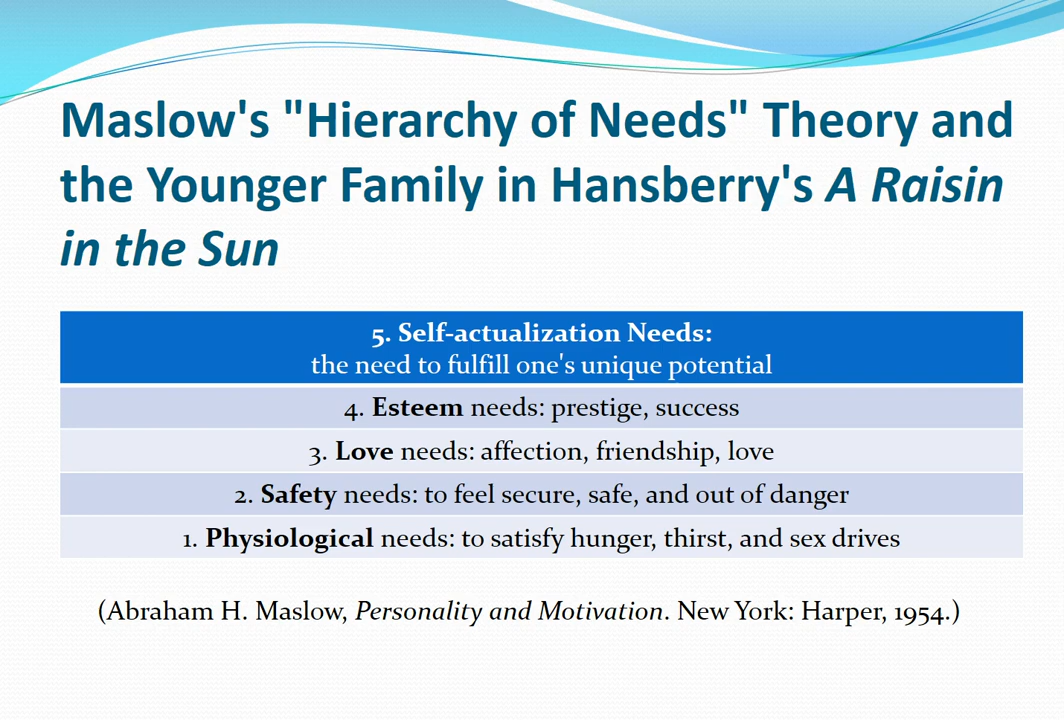 Maslow's "Hierarchy of Needs" Theory and
the Younger Family in Hansberry's A Raisin
in the Sun
5. Self-actualization Needs:
the need to fulfill one's unique potential
4. Esteem needs: prestige, success
3. Love needs: affection, friendship, love
2. Safety needs: to feel secure, safe, and out of danger
1. Physiological needs: to satisfy hunger, thirst, and sex drives
(Abraham H. Maslow, Personality and Motivation. New York: Harper, 1954.)